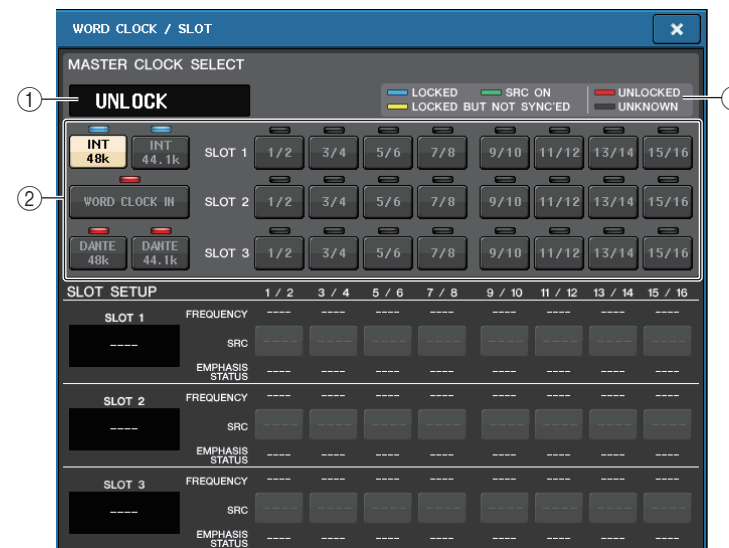 WORD CLOCK / SLOT ×
MASTER CLOCK SELECT
① UNLOCK
LOCKED SRC ON UNLOCKED
LOCKED BUT NOT SYNC'ED UNKNOWN
INT 48k INT 44.1k SLOT 1 1/2 3/4 5/6 7/8 9/10 11/12 13/14 15/16
② WORD CLOCK IN SLOT 2 1/2 3/4 5/6 7/8 9/10 11/12 13/14 15/16
DANTE 48k DANTE 44.1k SLOT 3 1/2 3/4 5/6 7/8 9/10 11/12 13/14 15/16
SLOT SETUP 1 / 2 3 / 4 5 / 6 7 / 8 9 / 10 11 / 12 13 / 14 15 / 16
SLOT 1 FREQUENCY ---- ---- ---- ---- ---- ---- ---- ----
---- SRC ---- ---- ---- ---- ---- ---- ---- ----
EMPHASIS STATUS ---- ---- ---- ---- ---- ---- ---- ----
SLOT 2 FREQUENCY ---- ---- ---- ---- ---- ---- ---- ----
---- SRC ---- ---- ---- ---- ---- ---- ---- ----
EMPHASIS STATUS ---- ---- ---- ---- ---- ---- ---- ----
SLOT 3 FREQUENCY ---- ---- ---- ---- ---- ---- ---- ----
---- SRC ---- ---- ---- ---- ---- ---- ---- ----
EMPHASIS STATUS ---- ---- ---- ---- ---- ---- ---- ----